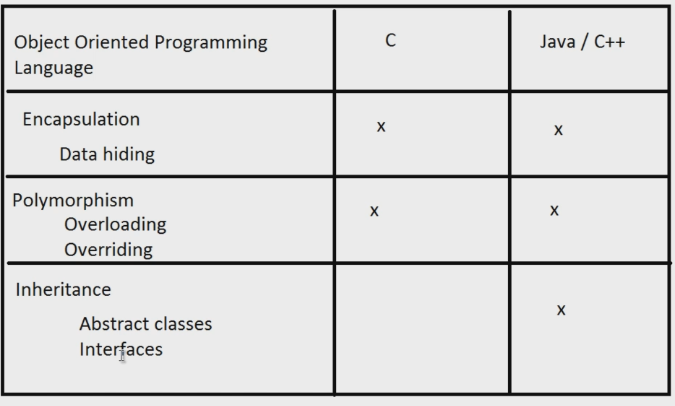 Object Oriented Programming Language
C
Java / C++
Encapsulation
x
x
Data hiding
Polymorphism
x
x
Overloading
Overriding
Inheritance
x
Abstract classes
Interfaces